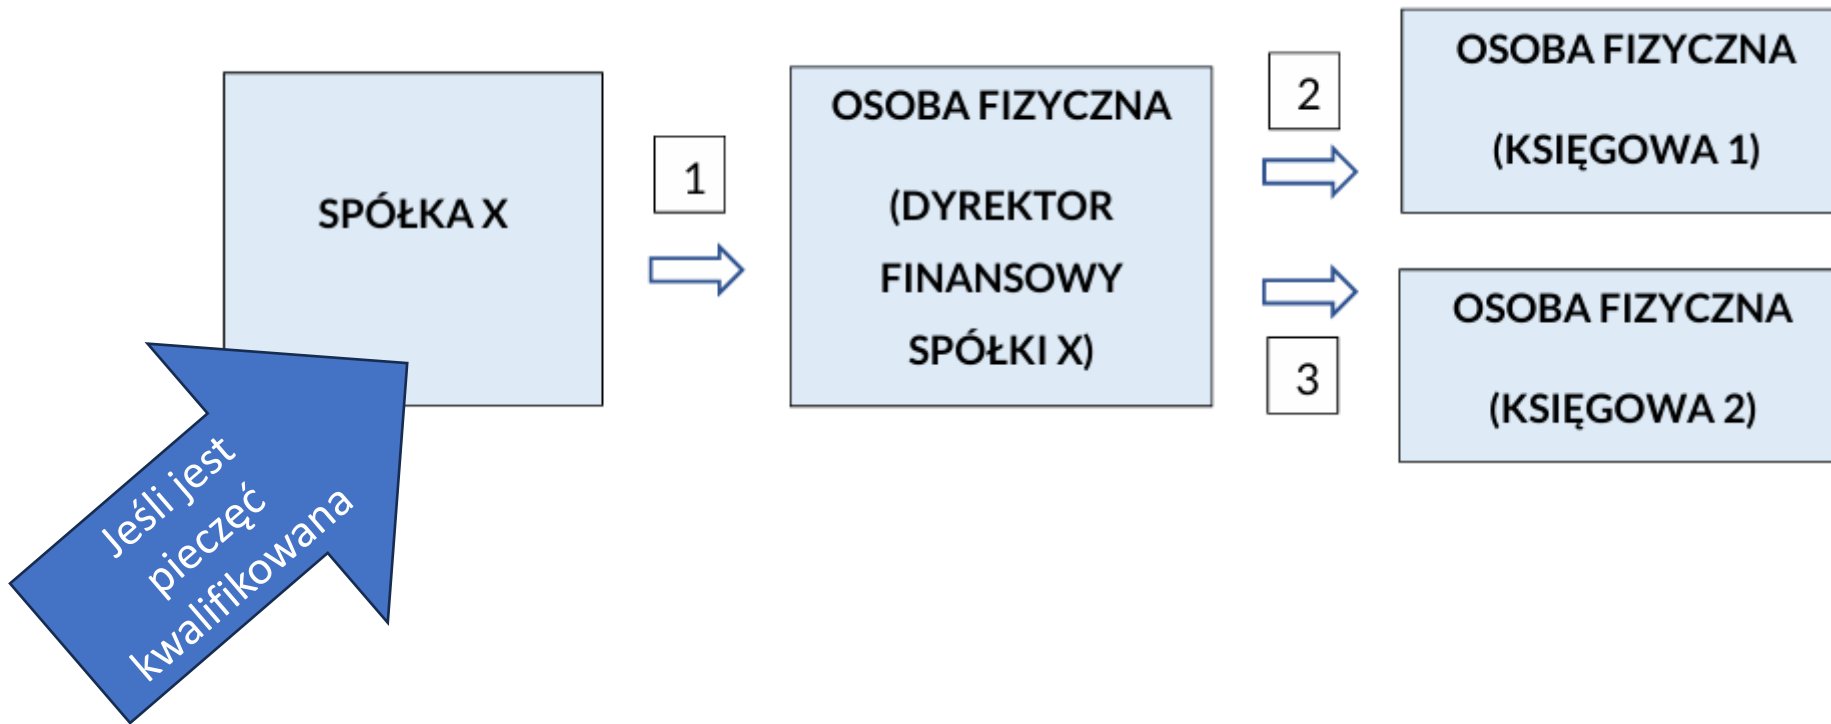 SPÓŁKA X
1
OSOBA FIZYCZNA
(DYREKTOR
FINANSOWY
SPÓŁKI X)
2
3
OSOBA FIZYCZNA
(KSIĘGOWA 1)
OSOBA FIZYCZNA
(KSIĘGOWA 2)
Jeśli jest
pieczęć
kwalifikowana